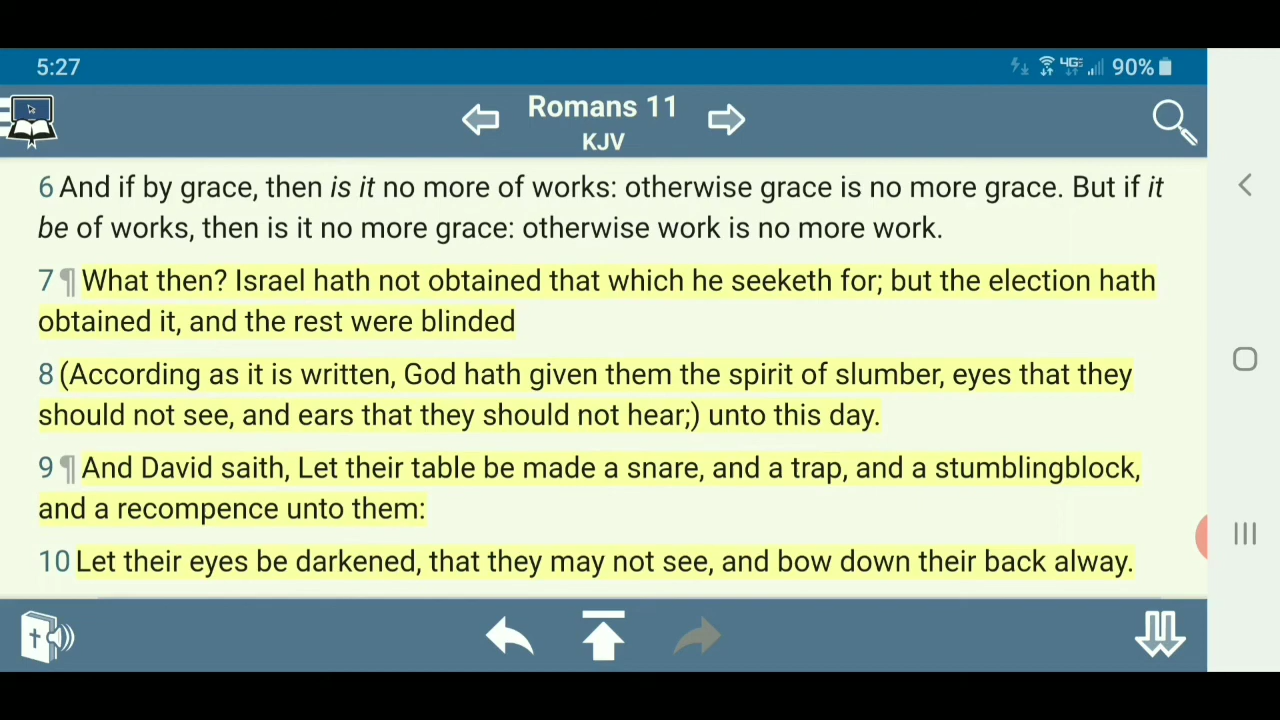 5:27
4GE 90%
Romans 11
KJV
6 And if by grace, then is it no more of works: otherwise grace is no more grace. But if it
be of works, then is it no more grace: otherwise work is no more work.
7 ¶ What then? Israel hath not obtained that which he seeketh for; but the election hath
obtained it, and the rest were blinded
8 (According as it is written, God hath given them the spirit of slumber, eyes that they
should not see, and ears that they should not hear;) unto this day.
9 ¶ And David saith, Let their table be made a snare, and a trap, and a stumblingblock,
and a recompence unto them:
10 Let their eyes be darkened, that they may not see, and bow down their back alway.